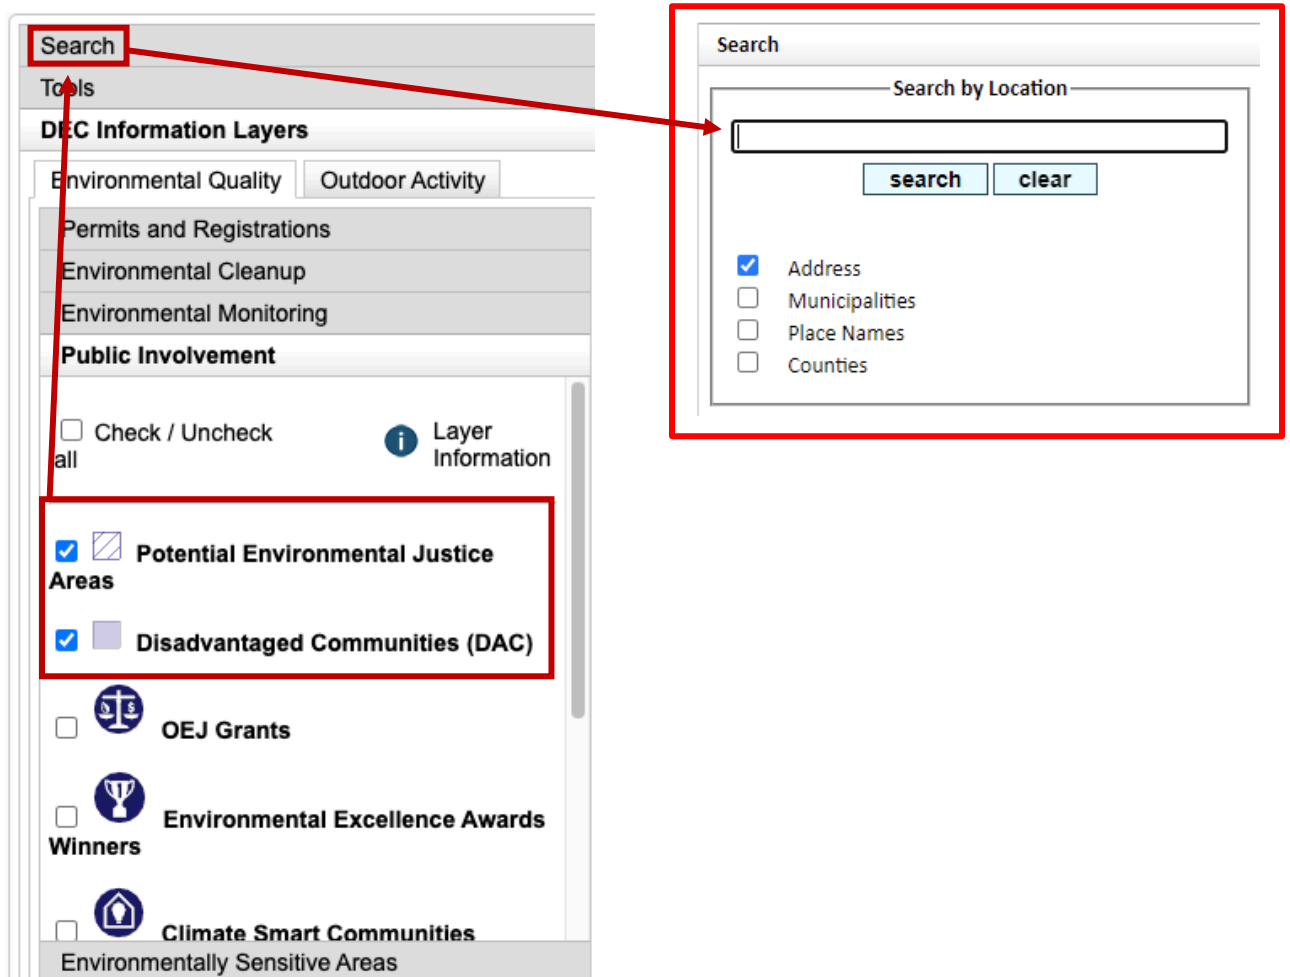 Search
Tools
DEC Information Layers
Environmental Quality
Outdoor Activity
Permits and Registrations
Environmental Cleanup
Environmental Monitoring
Public Involvement
Check / Uncheck
all
Layer
Information
Potential Environmental Justice
Areas
Disadvantaged Communities (DAC)
OEJ Grants
Environmental Excellence Awards
Winners
Climate Smart Communities
Environmentally Sensitive Areas
Search
Search by Location
search
clear
Address
Municipalities
Place Names
Counties